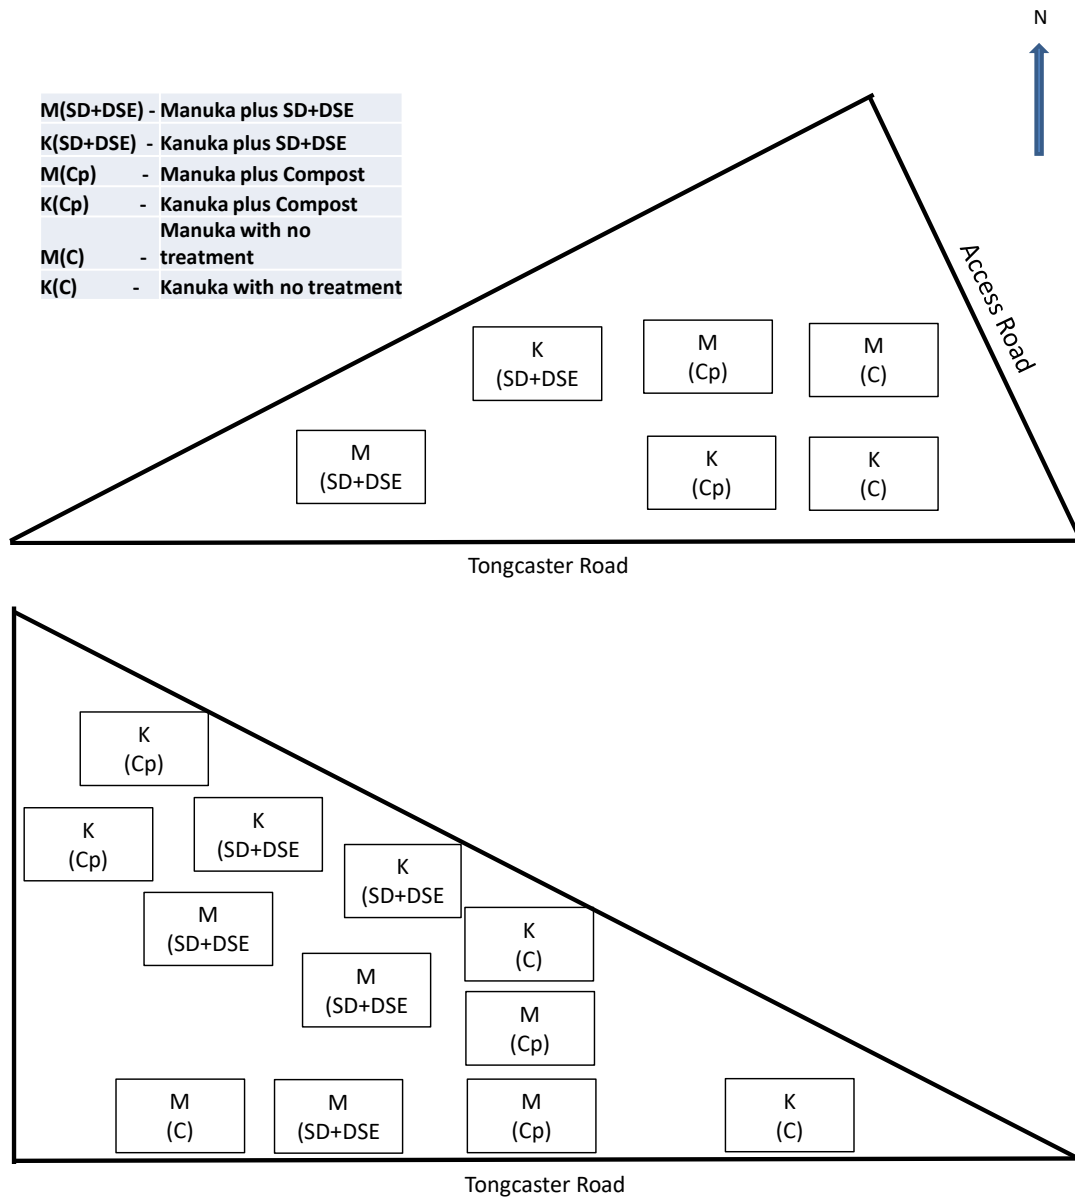 N
M(SD+DSE) - Manuka plus SD+DSE
K(SD+DSE) - Kanuka plus SD+DSE
M(Cp) - Manuka plus Compost
K(Cp) - Kanuka plus Compost
Manuka with no
M(C) - treatment
K(C) - Kanuka with no treatment
Access Road
K
(SD+DSE
M
(Cp)
M
(C)
M
(SD+DSE
K
(Cp)
K
(C)
Tongcaster Road
K
(Cp)
K
(Cp)
K
(SD+DSE
K
(SD+DSE
M
(SD+DSE
K
(C)
M
(SD+DSE
M
(Cp)
M
(C)
M
(SD+DSE
M
(Cp)
K
(C)
Tongcaster Road